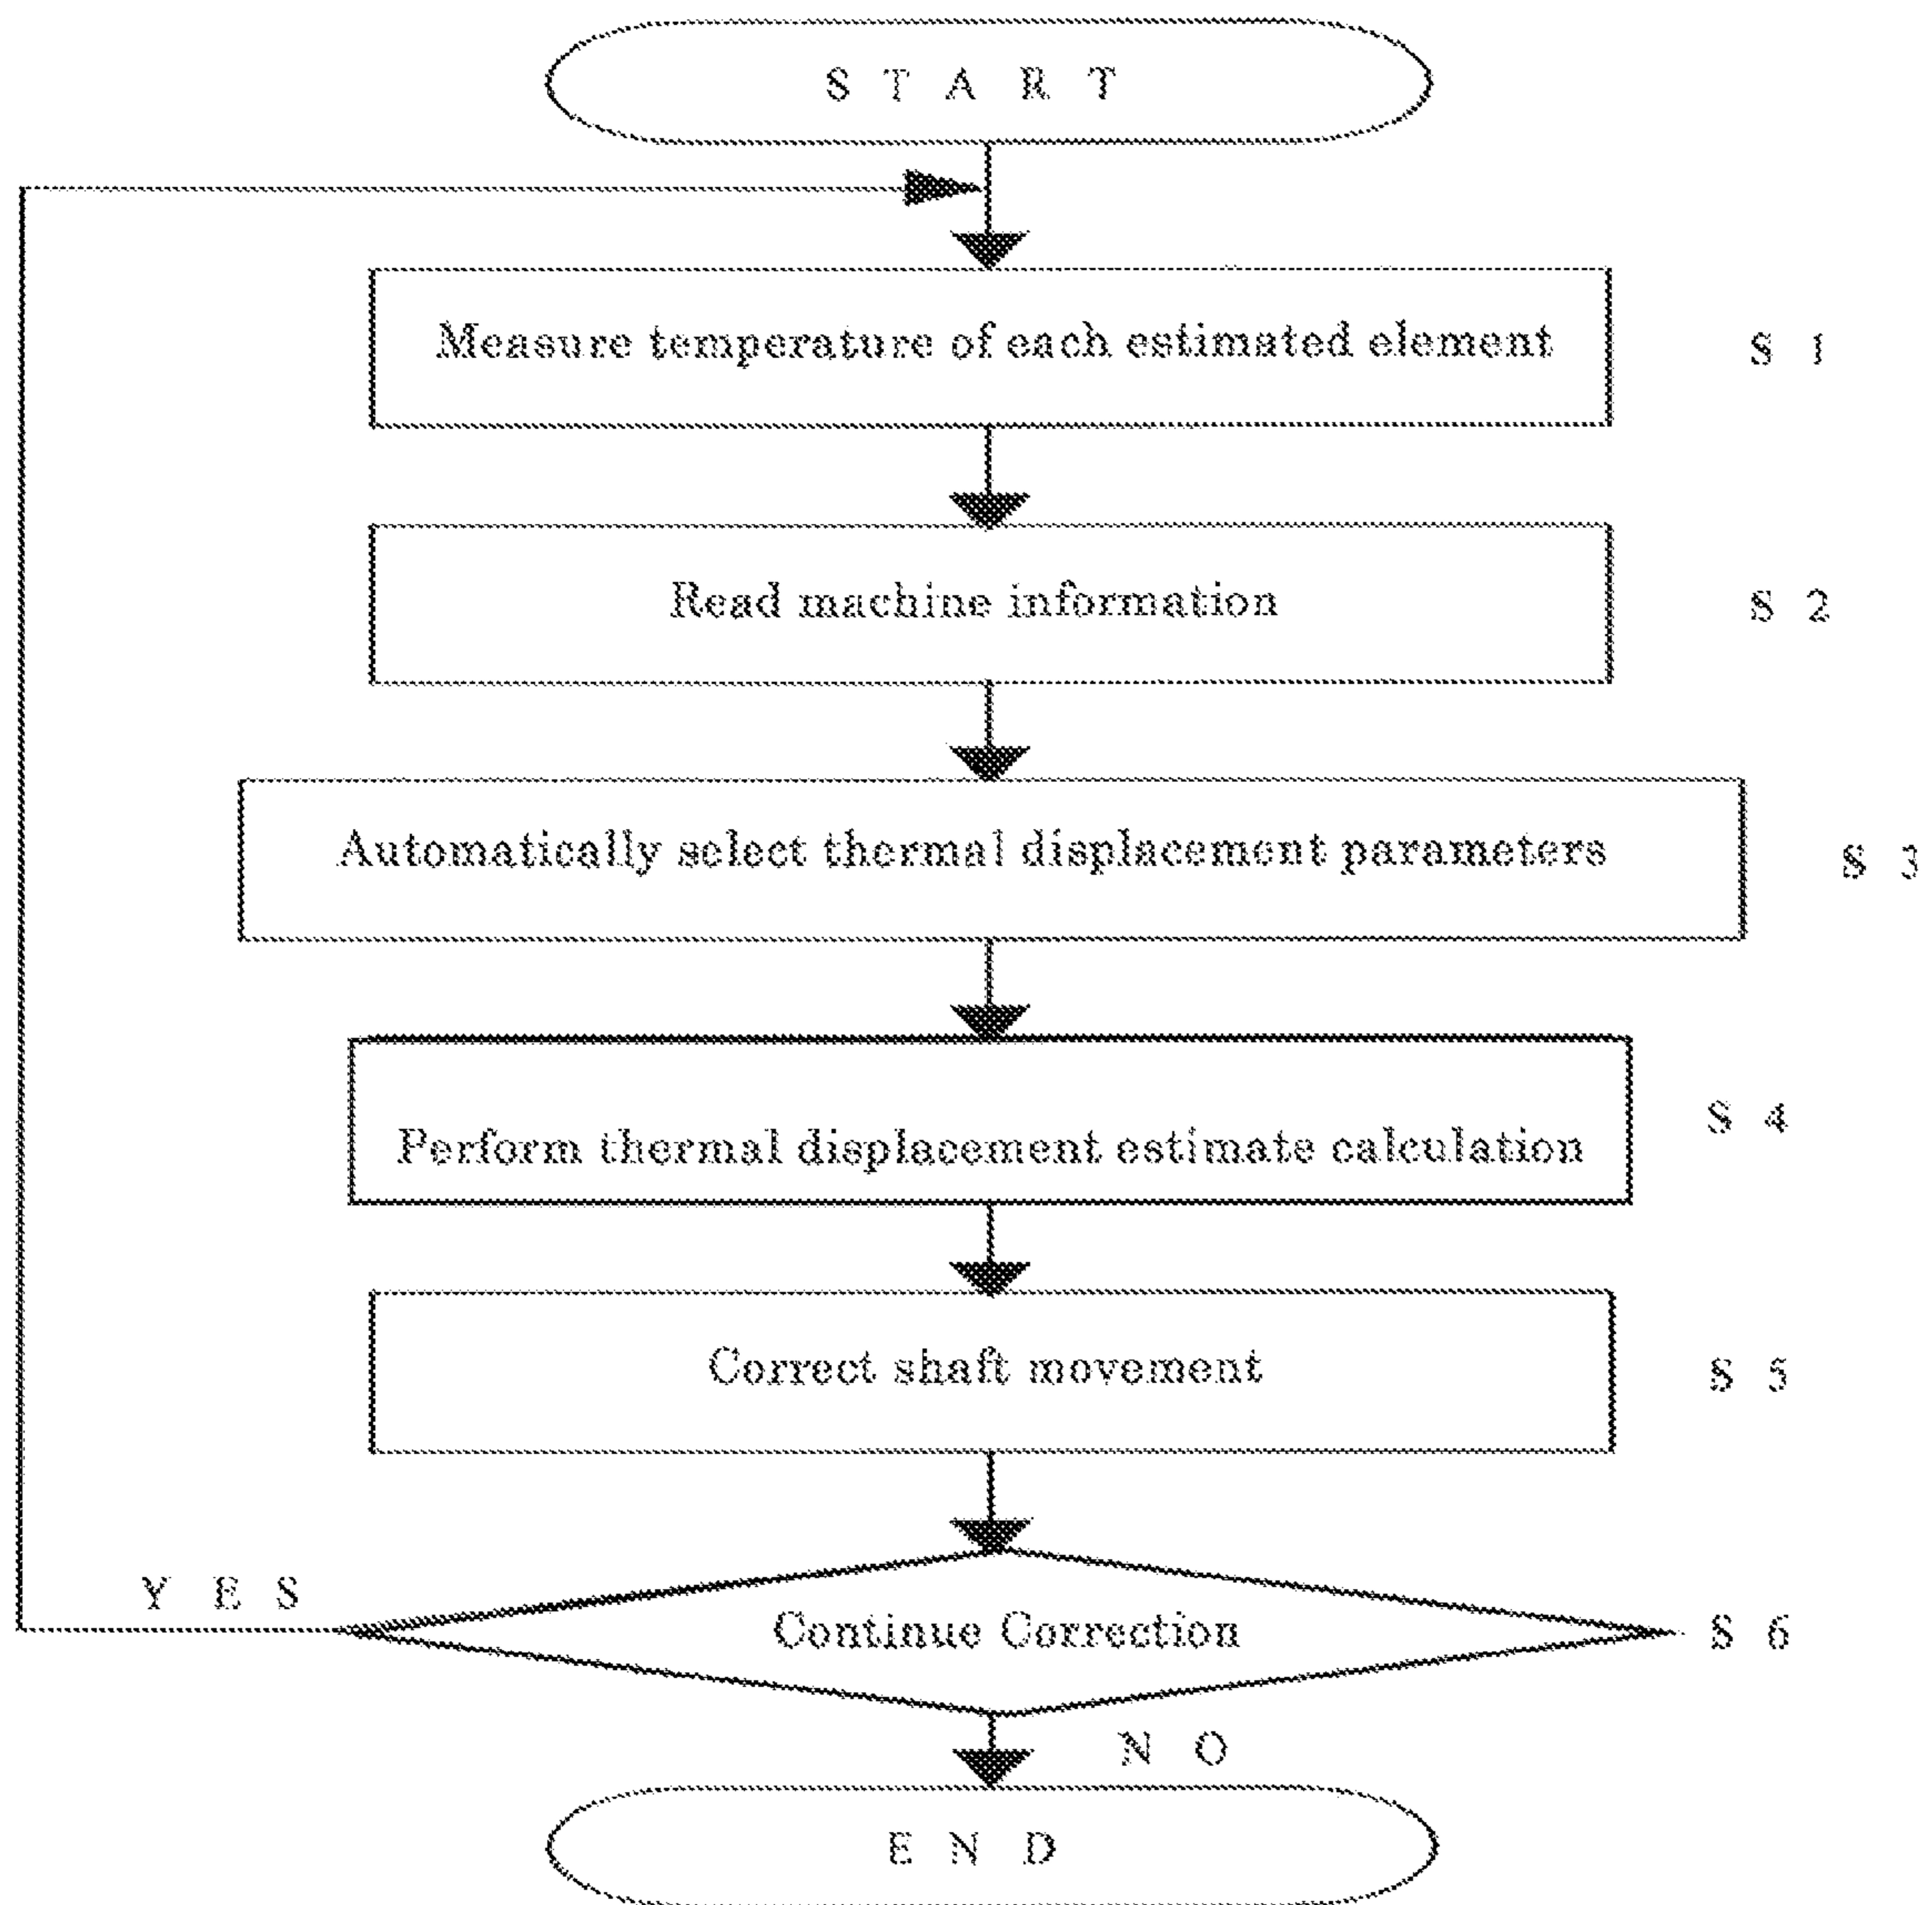 START
Measure temperature of each estimated element
S 1
Read machine information
S 2
Automatically select thermal displacement parameters
S 3
Perform thermal displacement estimate calculation
S 4
Correct shaft movement
S 5
YES
Continue Correction
S 6
NO
END